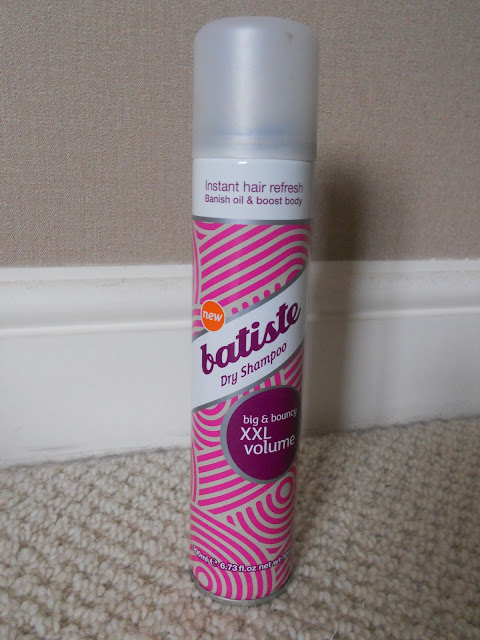 Instant hair refresh
Banish oil & boost body
new
batiste
Dry Shampoo
big & bouncy
XXL
volume
6.73 fl.oz net